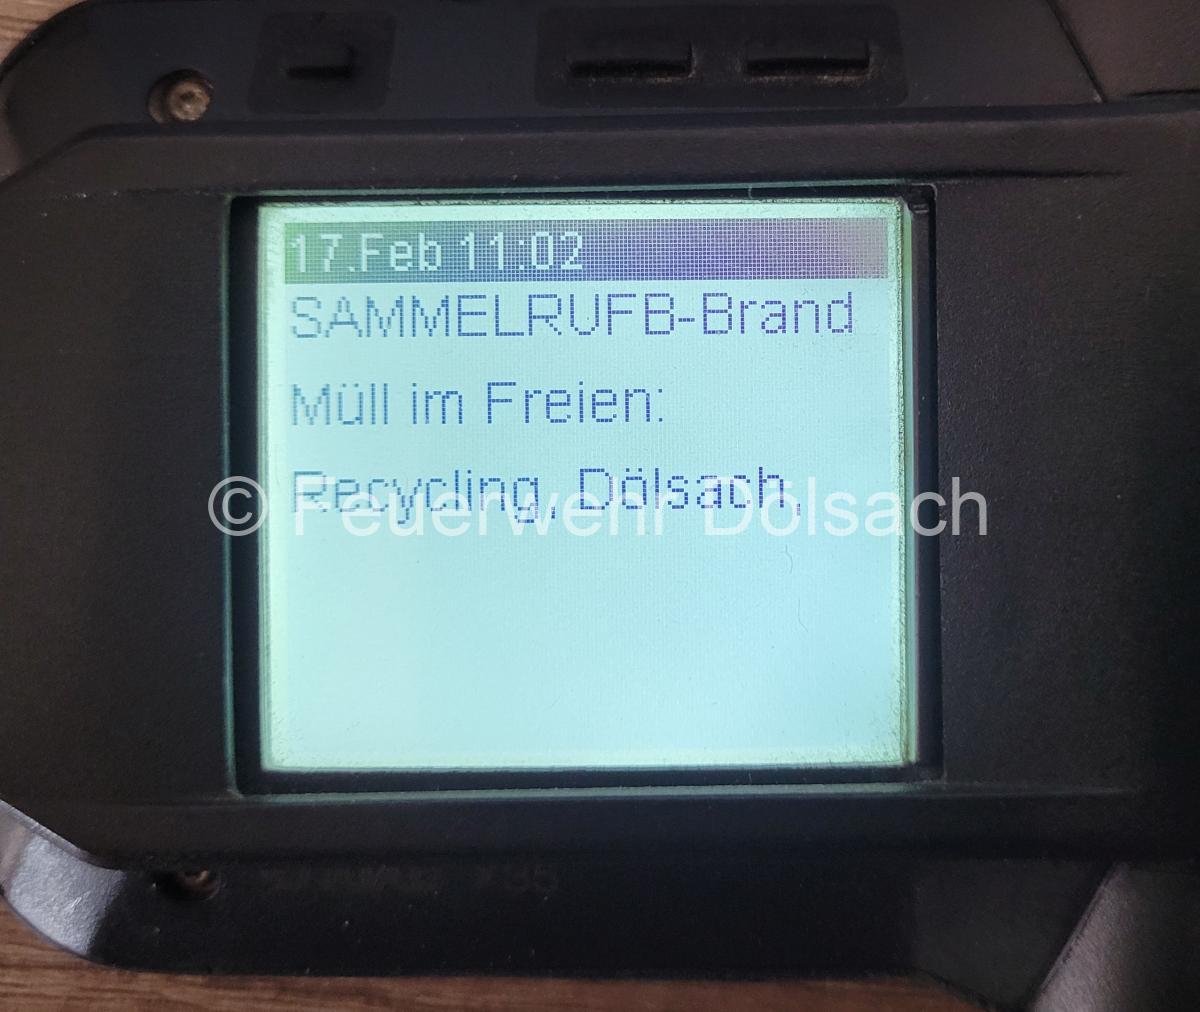 17.Feb 11:02
SAMMELRUFB-Brand
Müll im Freien:
Recycling, Dölsach,
© Feuerwehr Dölsach